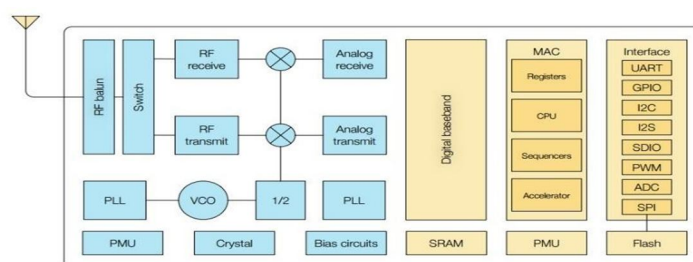 RF balun
Switch
RF
receive
Analog
receive
RF
transmit
Analog
transmit
PLL
VCO
1/2
PLL
PMU
Crystal
Bias circuits
Digital baseband
SRAM
MAC
Registers
CPU
Sequencers
Accelerator
PMU
Interface
UART
GPIO
I2C
I2S
SDIO
PWM
ADC
SPI
Flash